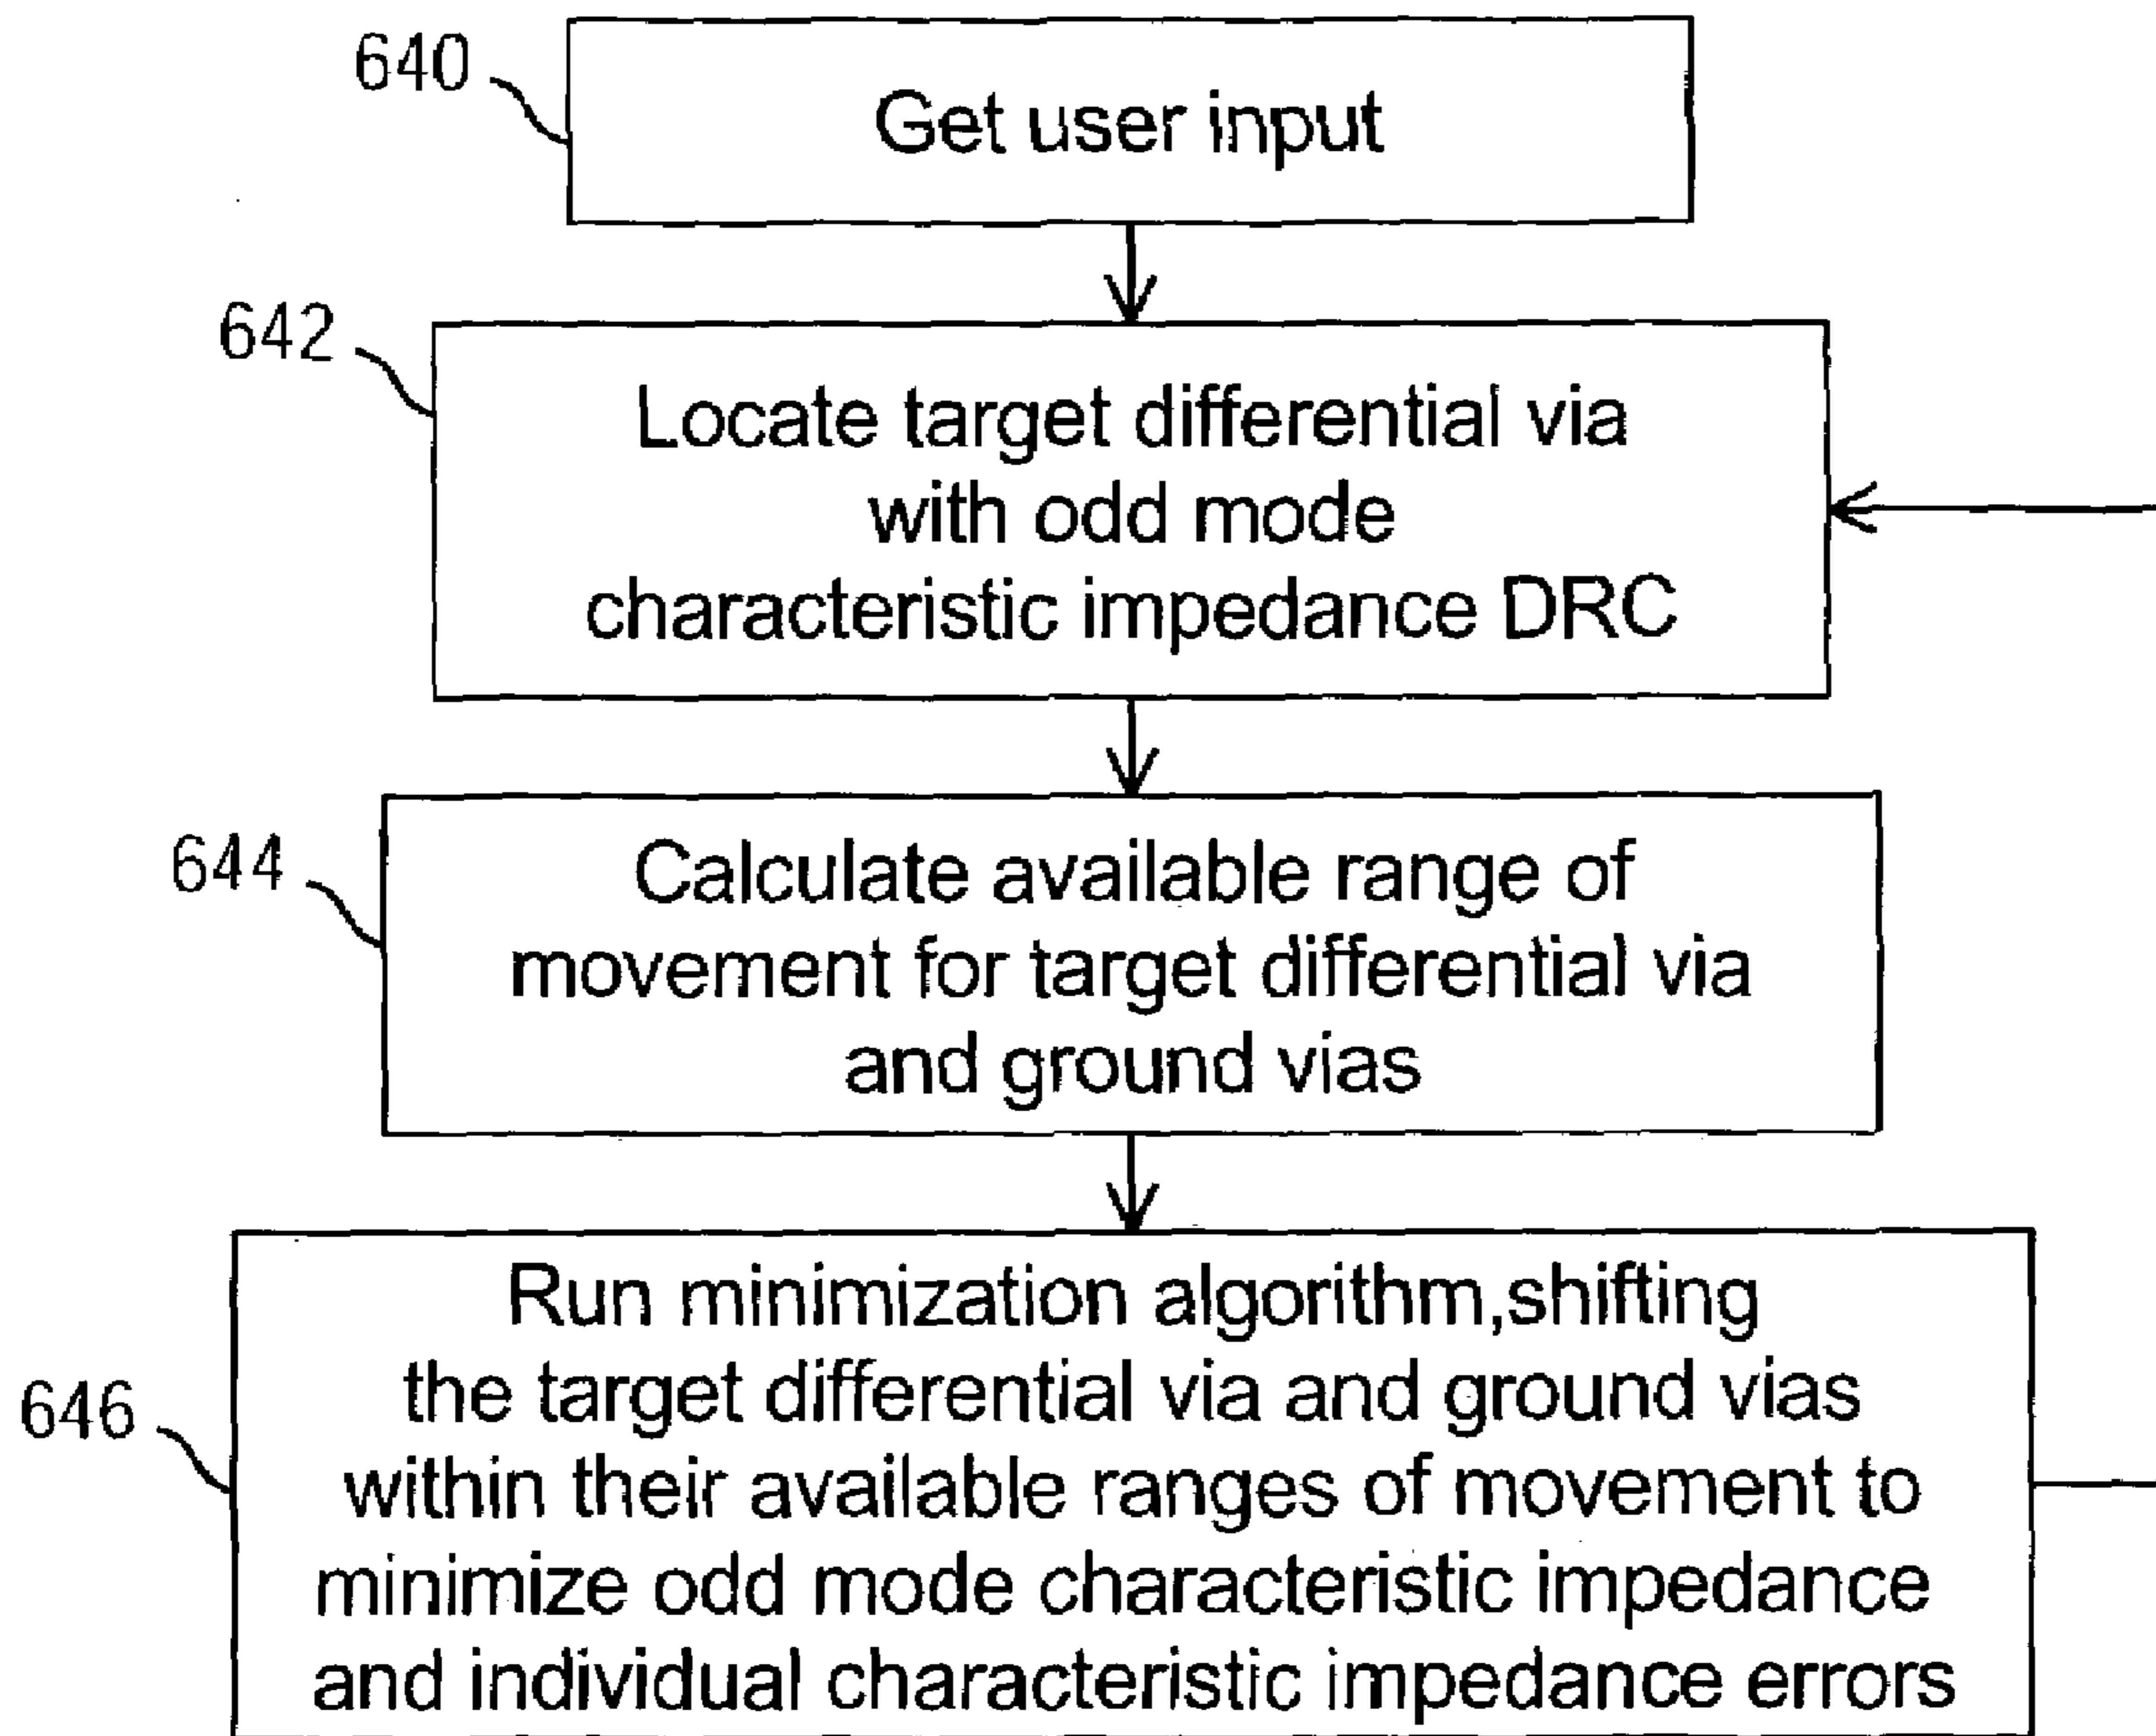 640
Get user input
642
Locate target differential via
with odd mode
characteristic impedance DRC
644
Calculate available range of
movement for target differential via
and ground vias
646
Run minimization algorithm,shifting
the target differential via and ground vias
within their available ranges of movement to
minimize odd mode characteristic impedance
and individual characteristic impedance errors